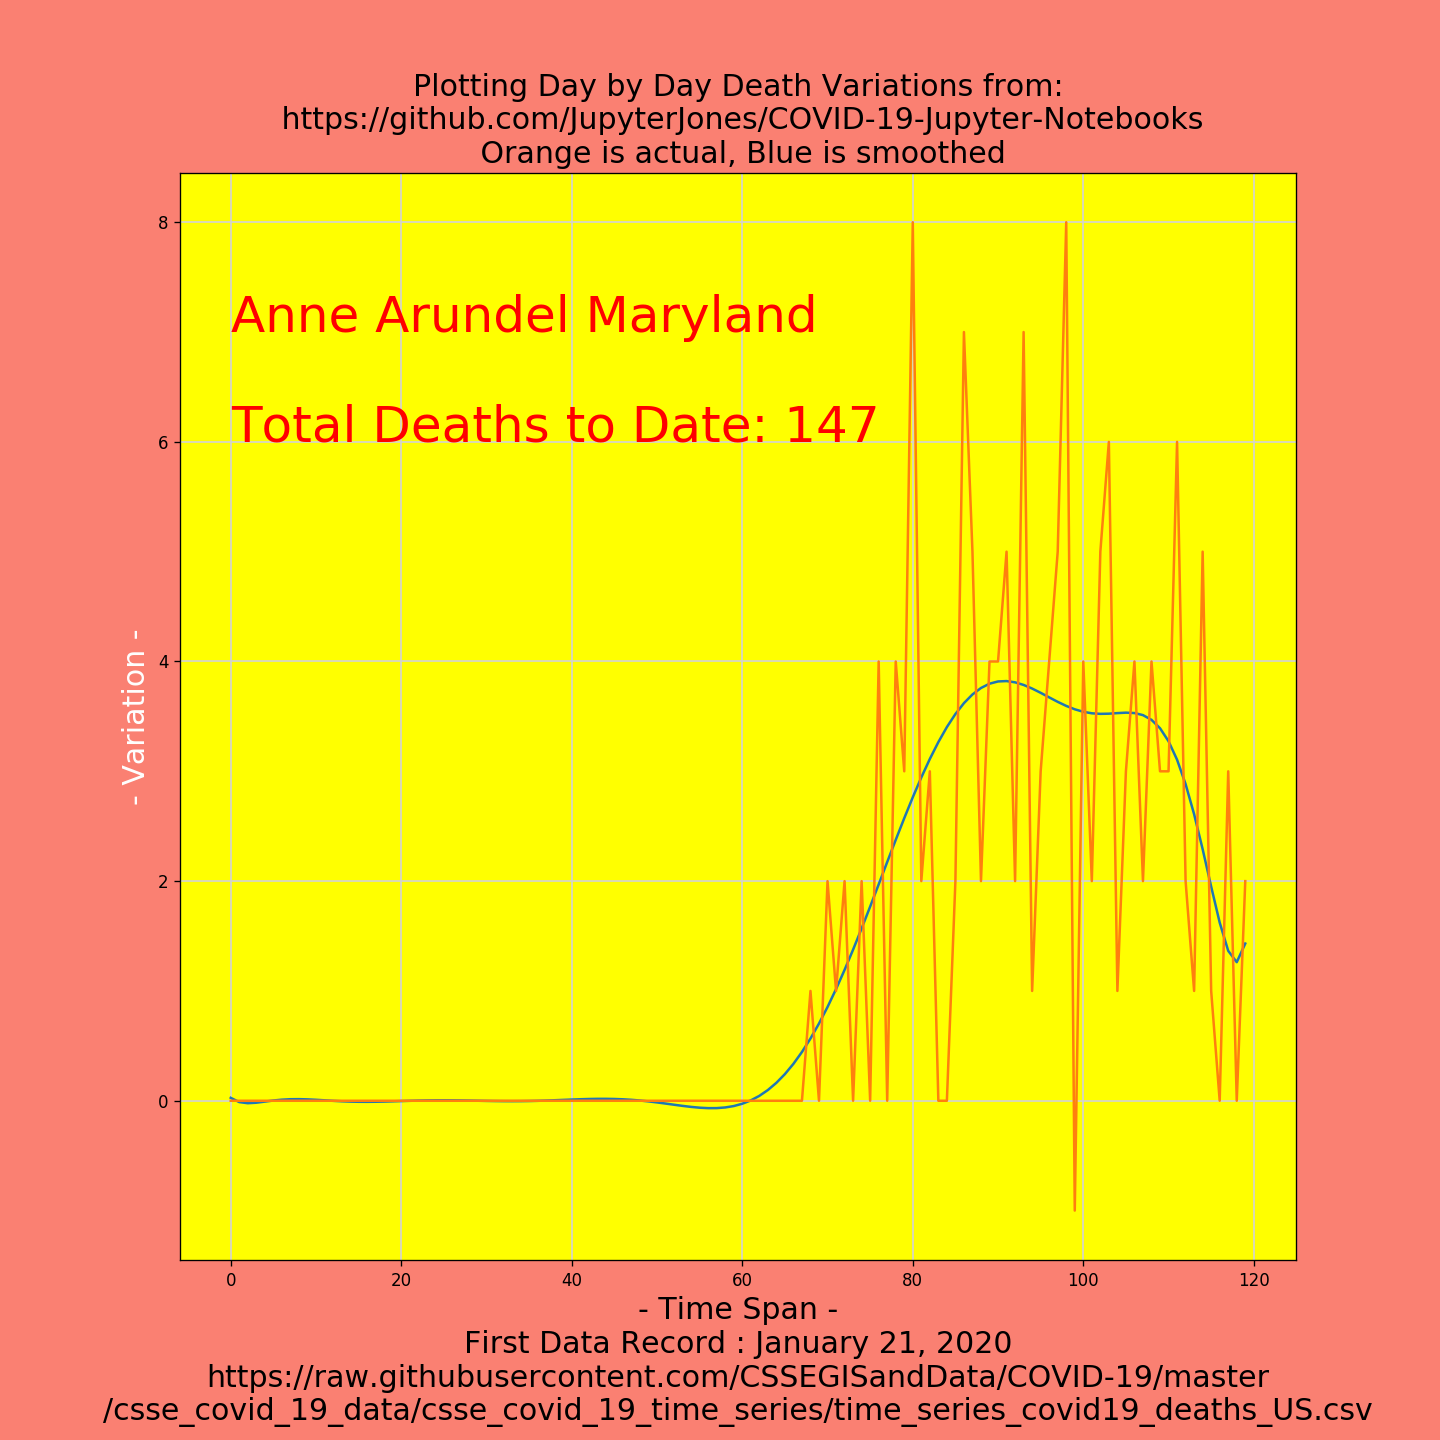 Plotting Day by Day Death Variations from:
https://github.com/JupyterJones/COVID-19-Jupyter-Notebooks
Orange is actual, Blue is smoothed
8
Anne Arundel Maryland
Total Deaths to Date: 147
6
4
- Variation -
2
0
0 20 40 60 80 100 120
- Time Span -
First Data Record : January 21, 2020
https://raw.githubusercontent.com/CSSEGISandData/COVID-19/master
/csse_covid_19_data/csse_covid_19_time_series/time_series_covid19_deaths_US.csv